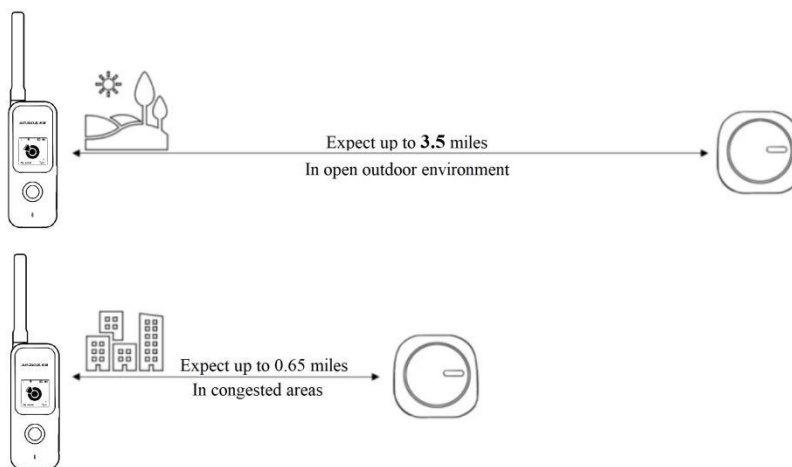 Expect up to 3.5 miles
In open outdoor environment
Expect up to 0.65 miles
In congested areas